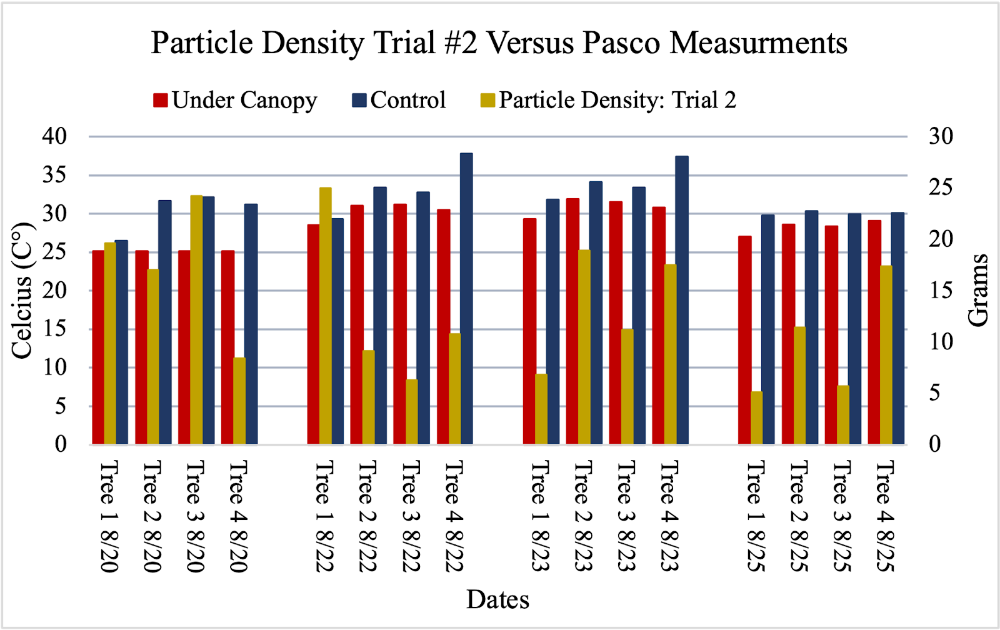 Particle Density Trial #2 Versus Pasco Measurments
Under Canopy Control Particle Density: Trial 2
40
35
30
25
20
15
10
5
0
Celcius (C°)
30
25
20
15
10
5
0
Grams
Tree 1 8/20
Tree 2 8/20
Tree 3 8/20
Tree 4 8/20
Tree 1 8/22
Tree 2 8/22
Tree 3 8/22
Tree 4 8/22
Tree 1 8/23
Tree 2 8/23
Tree 3 8/23
Tree 4 8/23
Tree 1 8/25
Tree 2 8/25
Tree 3 8/25
Tree 4 8/25
Dates